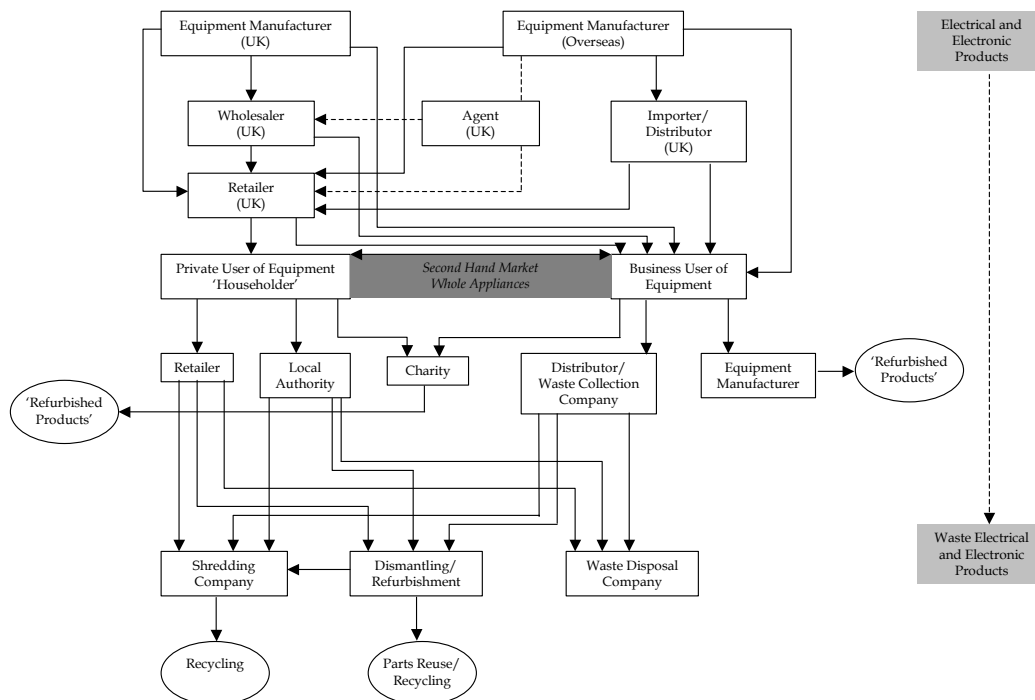 Equipment Manufacturer
(UK)
Equipment Manufacturer
(Overseas)
Electrical and
Electronic
Products
Wholesaler
(UK)
Agent
(UK)
Importer/
Distributor
(UK)
Retailer
(UK)
Private User of Equipment
‘Householder’
Second Hand Market
Whole Appliances
Business User of
Equipment
Retailer
Local
Authority
Charity
Distributor/
Waste Collection
Company
Equipment
Manufacturer
‘Refurbished
Products’
‘Refurbished
Products’
Shredding
Company
Dismantling/
Refurbishment
Waste Disposal
Company
Waste Electrical
and Electronic
Products
Recycling
Parts Reuse/
Recycling